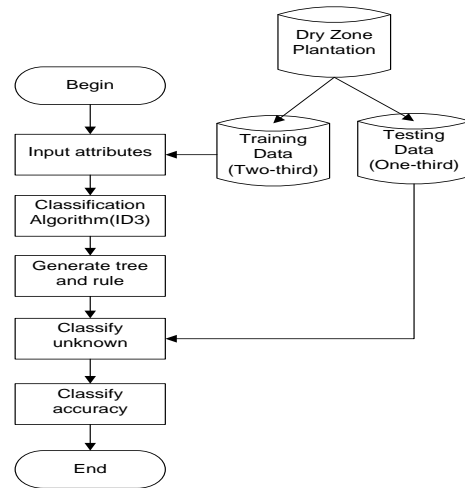 Dry Zone
Plantation
Begin
Input attributes
Training
Data
(Two-third)
Testing
Data
(One-third)
Classification
Algorithm(ID3)
Generate tree
and rule
Classify
unknown
Classify
accuracy
End